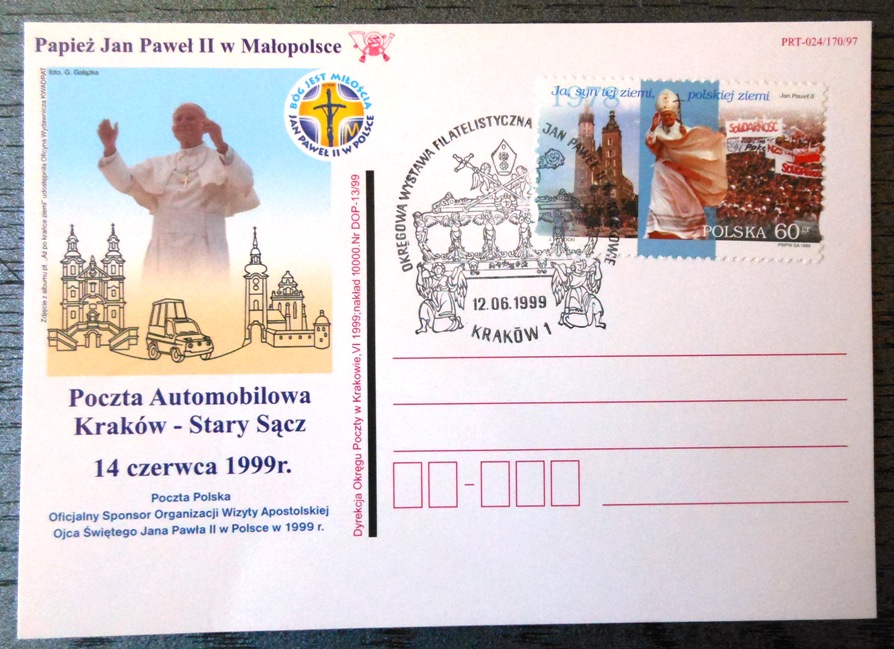 Papież Jan Paweł II w Małopolsce
PRT-024/170/97
foto. G. Gałązka
BÓG JEST MIŁOŚCIĄ
JAN PAWEŁ II W POLSCE
Zdjęcie z albumu pt. „Aż po krańce ziemi" udostępniła Oficyna Wydawnicza KWADRAT
Poczta Automobilowa
Kraków - Stary Sącz
14 czerwca 1999r.
Poczta Polska
Oficjalny Sponsor Organizacji Wizyty Apostolskiej
Ojca Świętego Jana Pawła II w Polsce w 1999 r.
Dyrekcja Okręgu Poczty w Krakowie,VI 1999,nakład 10000.Nr DOP-13/99
OKRĘGOWA WYSTAWA FILATELISTYCZNA JAN PAWEŁ II
12.06.1999
KRAKÓW 1
1978
Ja, syn tej ziemi, polskiej ziemi
Jan Paweł II
SOLIDARNOŚĆ
POLSKA 60 gr